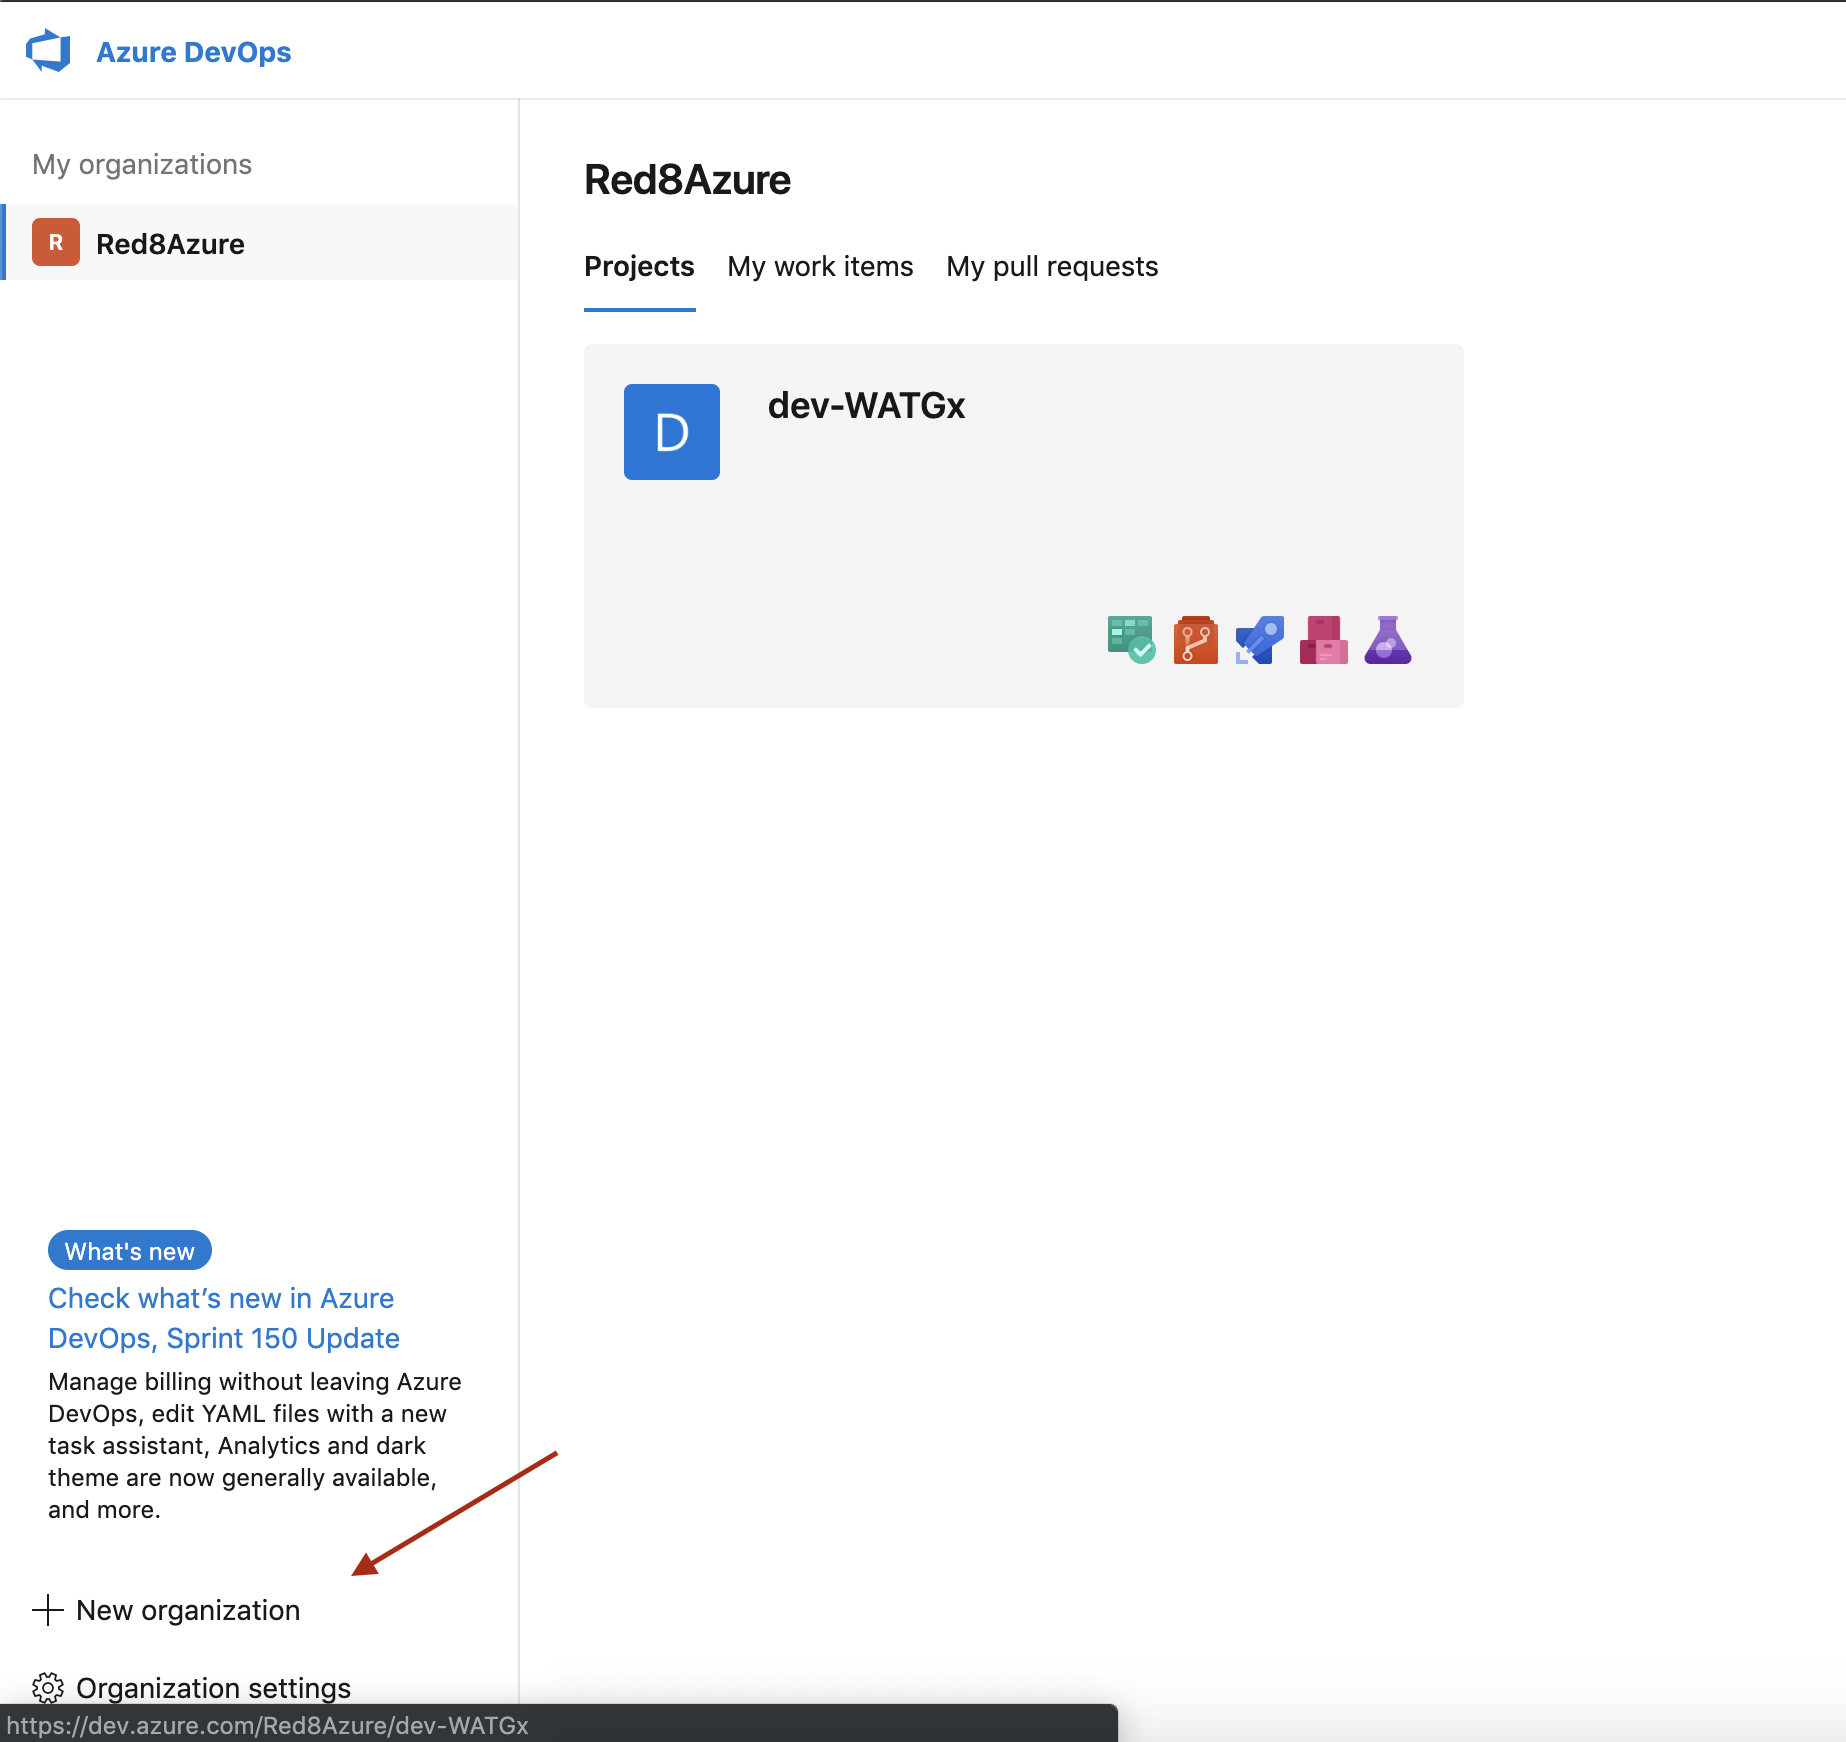 Azure DevOps
My organizations
R
Red8Azure
Red8Azure
Projects My work items My pull requests
D
dev-WATGx
What's new
Check what’s new in Azure
DevOps, Sprint 150 Update
Manage billing without leaving Azure
DevOps, edit YAML files with a new
task assistant, Analytics and dark
theme are now generally available,
and more.
New organization
Organization settings
https://dev.azure.com/Red8Azure/dev-WATGx